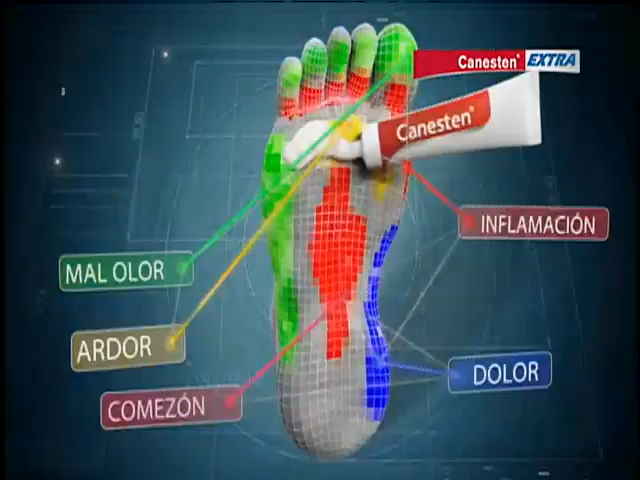 Canesten® EXTRA
Canesten®
INFLAMACIÓN
MAL OLOR
ARDOR
DOLOR
COMEZÓN